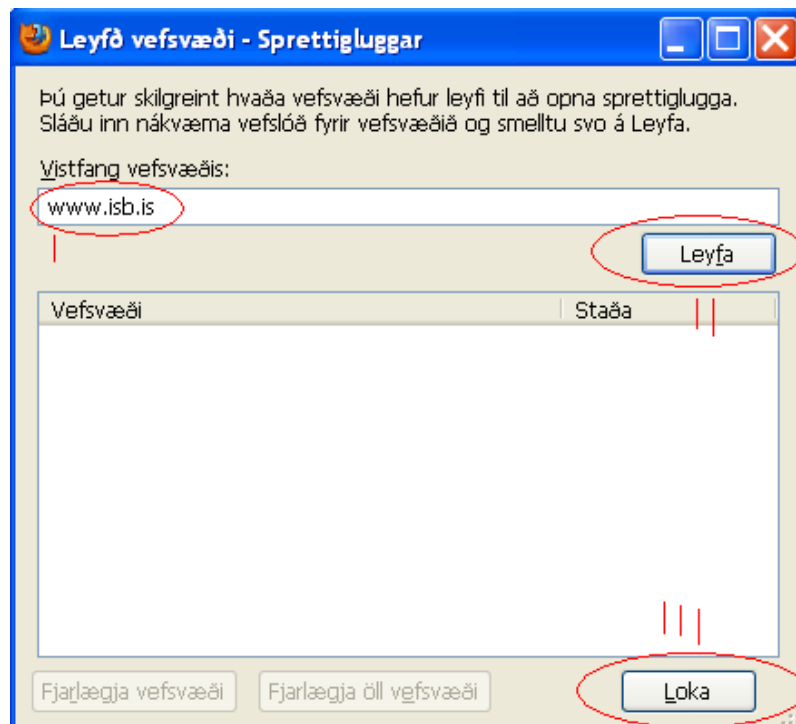 Leyfð vefsvæði - Sprettigluggar
Þú getur skilgreint hvaða vefsvæði hefur leyfi til að opna sprettiglugga.
Sláðu inn nákvæma vefslóð fyrir vefsvæðið og smelltu svo á Leyfa.
Vistfang vefsvæðis:
www.isb.is
|
Leyfa
Vefsvæði Staða
||
|||
Fjarlægja vefsvæði Fjarlægja öll vefsvæði Loka